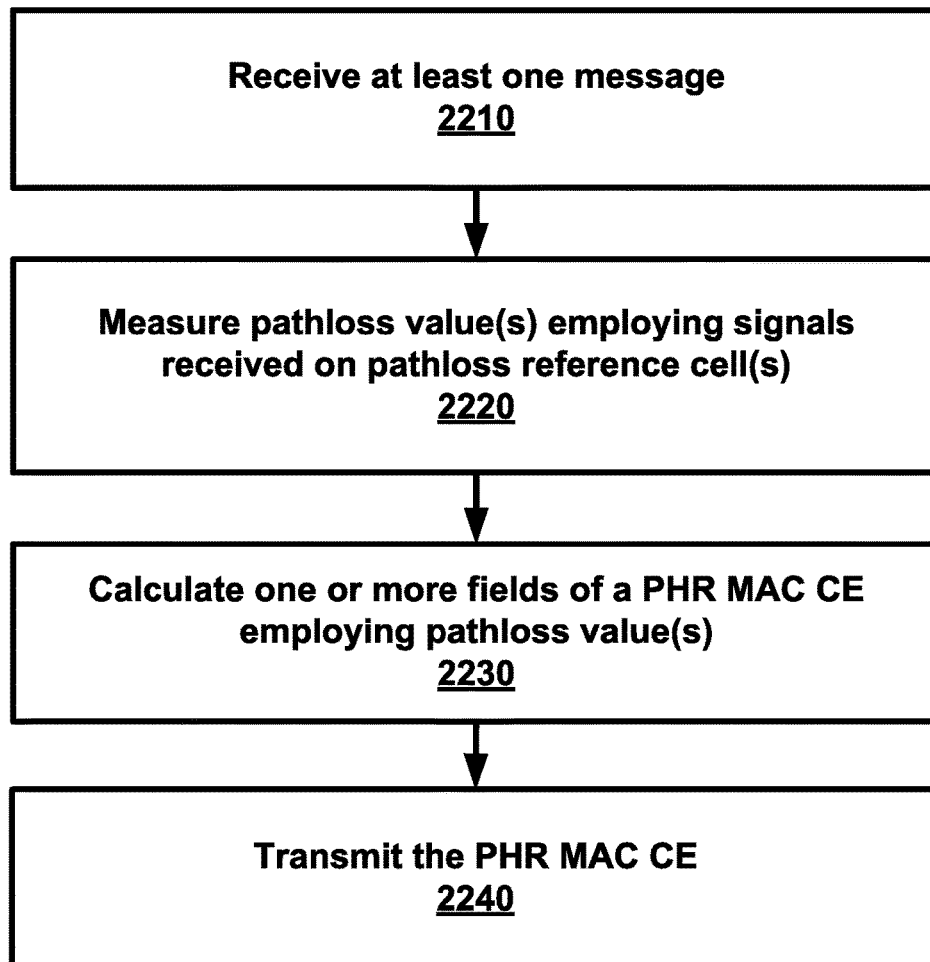 Receive at least one message
2210
Measure pathloss value(s) employing signals
received on pathloss reference cell(s)
2220
Calculate one or more fields of a PHR MAC CE
employing pathloss value(s)
2230
Transmit the PHR MAC CE
2240